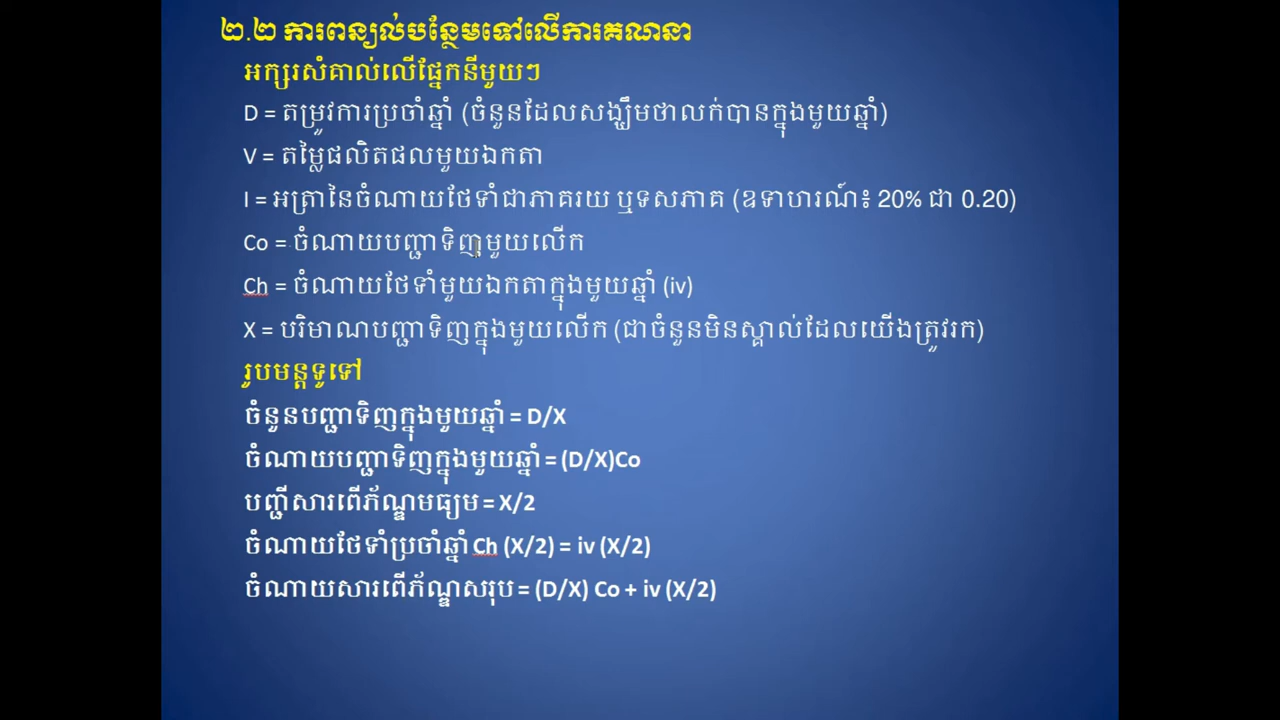 ២.២ ការពន្យល់បន្ថែមទៅលើការគណនា
អក្សរសំគាល់លើផ្នែកនីមួយៗ
D = តម្រូវការប្រចាំឆ្នាំ (ចំនួនដែលសង្ឃឹមថាលក់បានក្នុងមួយឆ្នាំ)
V = តម្លៃផលិតផលមួយឯកតា
I = អត្រានៃចំណាយថែទាំជាភាគរយ ឬទសភាគ (ឧទាហរណ៍៖ 20% ជា 0.20)
Co = ចំណាយបញ្ជាទិញមួយលើក
Ch = ចំណាយថែទាំមួយឯកតាក្នុងមួយឆ្នាំ (iv)
X = បរិមាណបញ្ជាទិញក្នុងមួយលើក (ជាចំនួនមិនស្គាល់ដែលយើងត្រូវរក)
រូបមន្តទូទៅ
ចំនួនបញ្ជាទិញក្នុងមួយឆ្នាំ = D/X
ចំណាយបញ្ជាទិញក្នុងមួយឆ្នាំ = (D/X)Co
បញ្ជីសារពើភ័ណ្ឌមធ្យម = X/2
ចំណាយថែទាំប្រចាំឆ្នាំ Ch (X/2) = iv (X/2)
ចំណាយសារពើភ័ណ្ឌសរុប = (D/X) Co + iv (X/2)